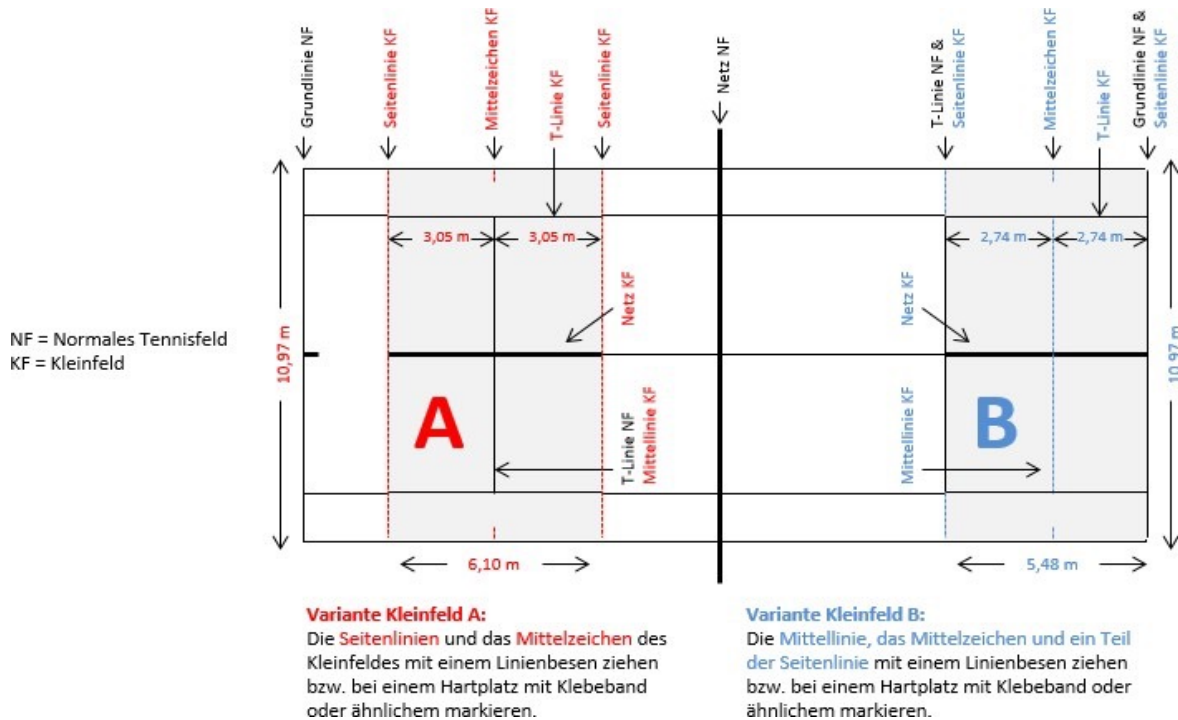 Grundlinie NF
Seitenlinie KF
Mittelzeichen KF
T-Linie KF
Seitenlinie KF
Netz NF
T-Linie NF &
Seitenlinie KF
Mittelzeichen KF
T-Linie KF
Grundlinie NF &
Seitenlinie KF
3,05 m
3,05 m
2,74 m
2,74 m
Netz KF
Netz KF
NF = Normales Tennisfeld
KF = Kleinfeld
10,97 m
10,97 m
A
B
T-Linie NF
Mittellinie KF
Mittellinie KF
6,10 m
5,48 m
Variante Kleinfeld A:
Die Seitenlinien und das Mittelzeichen des
Kleinfeldes mit einem Linienbesen ziehen
bzw. bei einem Hartplatz mit Klebeband
oder ähnlichem markieren.
Variante Kleinfeld B:
Die Mittellinie, das Mittelzeichen und ein Teil
der Seitenlinie mit einem Linienbesen ziehen
bzw. bei einem Hartplatz mit Klebeband oder
ähnlichem markieren.